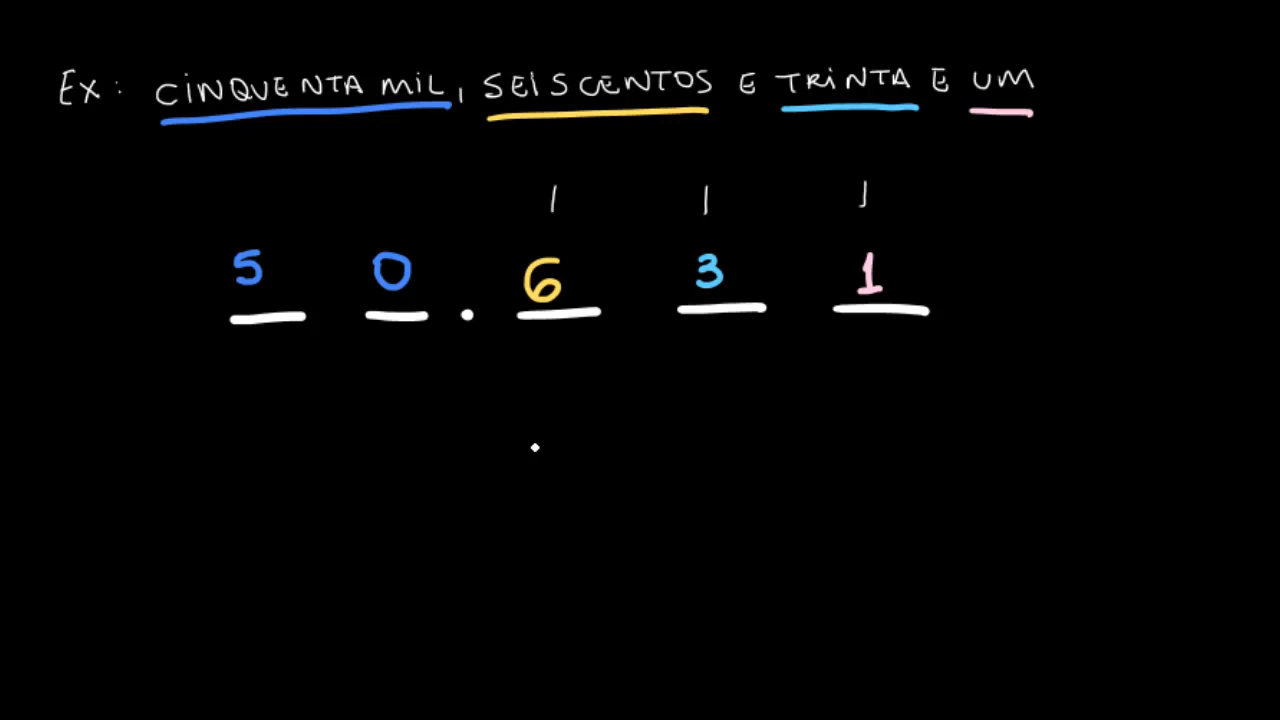 Ex: CINQUENTA MIL, SEISCENTOS E TRINTA E UM
| | |
5 0 . 6 3 1